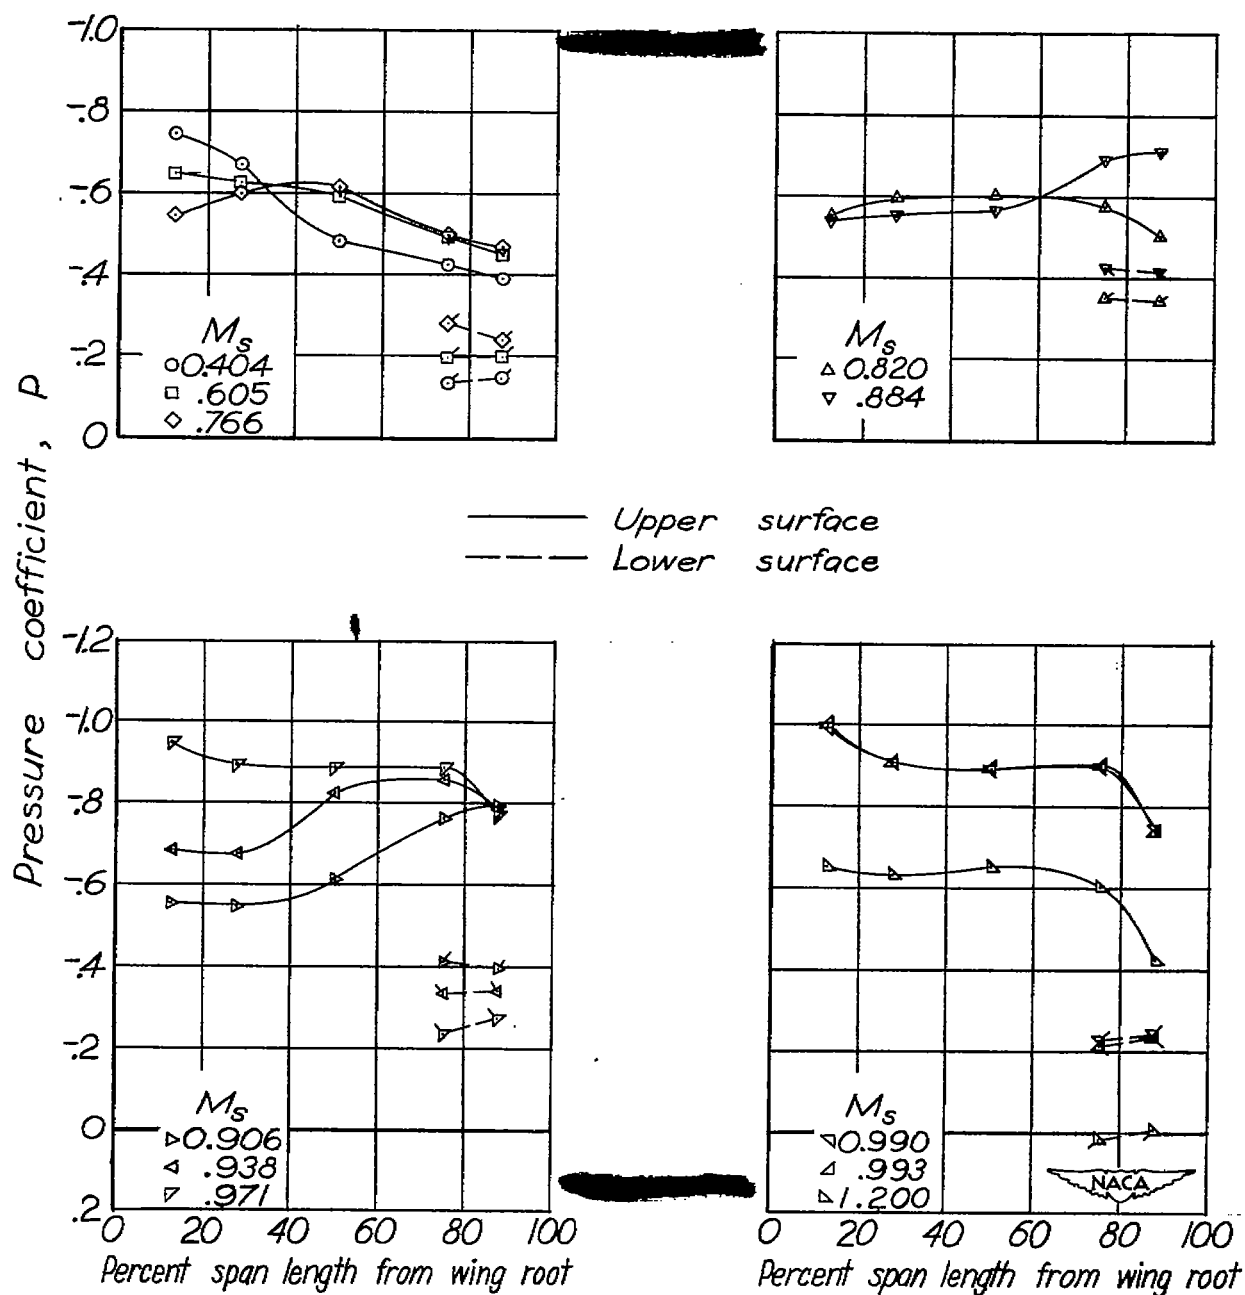 -1.0
-.8
-.6
-.4
-.2
0
Ms
0.404
.605
.766
Ms
0.820
.884
Pressure coefficient, P
Upper surface
Lower surface
-1.2
-1.0
-.8
-.6
-.4
-.2
0
.2
Ms
0.906
.938
.971
0 20 40 60 80 100
Percent span length from wing root
Ms
0.990
.993
1.200
NACA
0 20 40 60 80 100
Percent span length from wing root